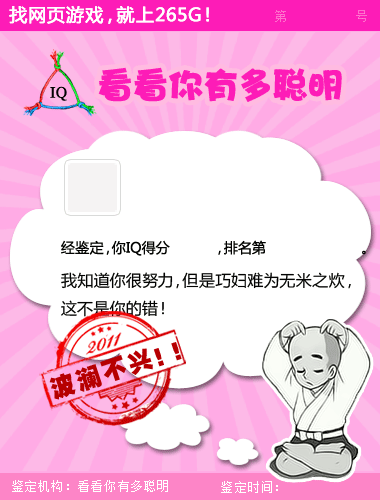 找网页游戏,就上265G!
第 号
IQ
看看你有多聪明
经鉴定,你IQ得分 ,排名第 。
我知道你很努力,但是巧妇难为无米之炊,
这不是你的错!
2011
波澜不兴!!
鉴定机构：看看你有多聪明 鉴定时间: